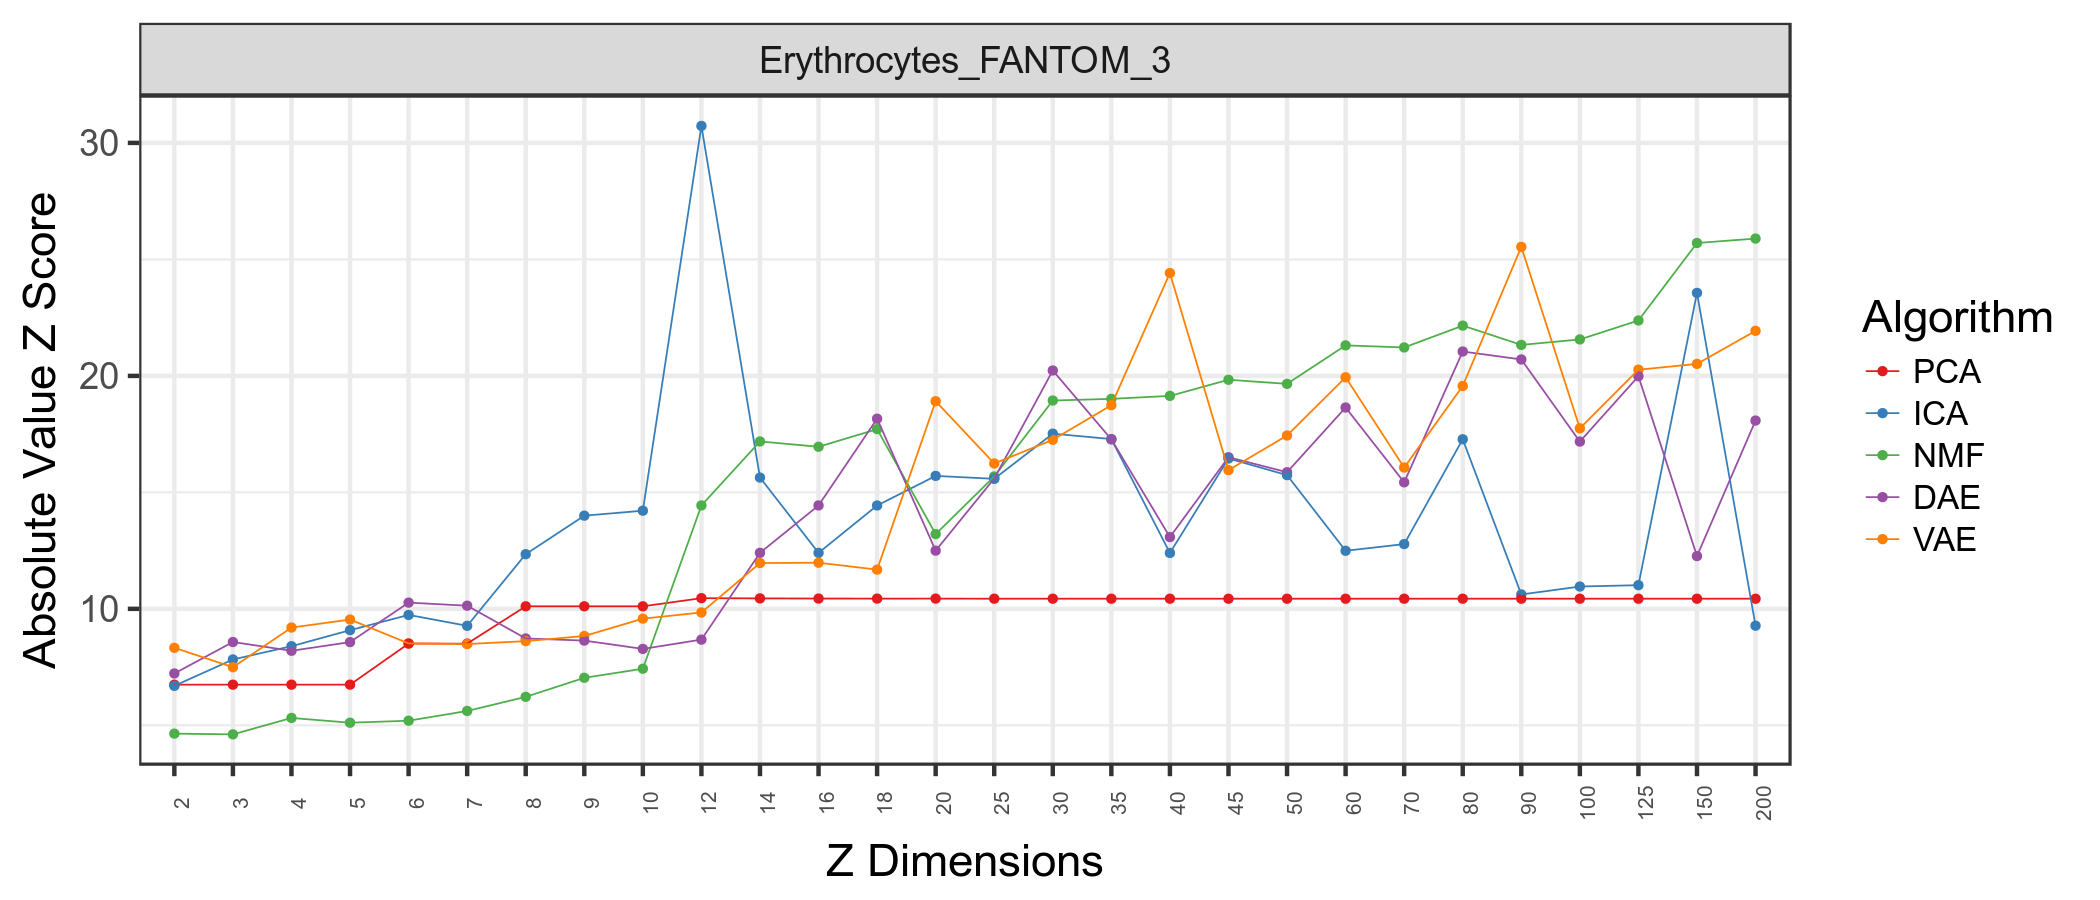 Erythrocytes_FANTOM_3
30
20
10
Absolute Value Z Score
2 3 4 5 6 7 8 9 10 12 14 16 18 20 25 30 35 40 45 50 60 70 80 90 100 125 150 200
Z Dimensions
Algorithm
PCA
ICA
NMF
DAE
VAE